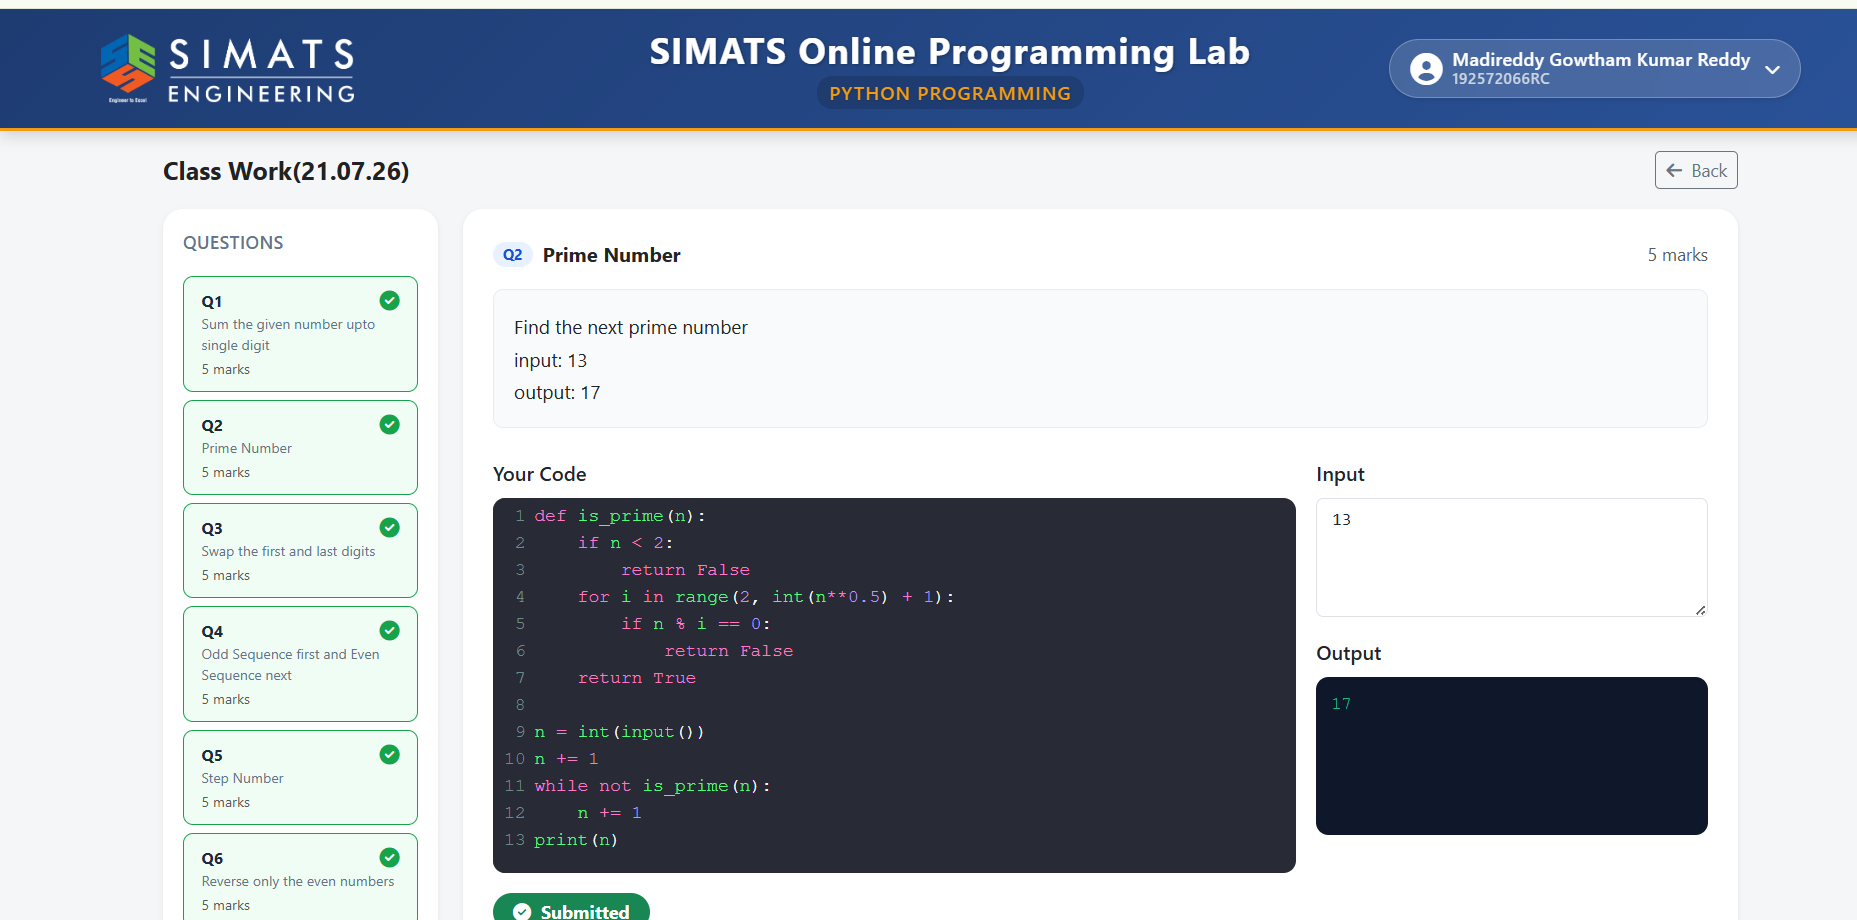 SIMATS
ENGINEERING
Engineer to Excel
SIMATS Online Programming Lab
PYTHON PROGRAMMING
Madireddy Gowtham Kumar Reddy
192572066RC
Class Work(21.07.26)
Back
QUESTIONS
Q1
Sum the given number upto
single digit
5 marks
Q2
Prime Number
5 marks
Q3
Swap the first and last digits
5 marks
Q4
Odd Sequence first and Even
Sequence next
5 marks
Q5
Step Number
5 marks
Q6
Reverse only the even numbers
5 marks
Q2 Prime Number
5 marks
Find the next prime number
input: 13
output: 17
Your Code
1 def is_prime(n):
2     if n < 2:
3         return False
4     for i in range(2, int(n**0.5) + 1):
5         if n % i == 0:
6             return False
7     return True
8
9 n = int(input())
10 n += 1
11 while not is_prime(n):
12     n += 1
13 print(n)
Submitted
Input
13
Output
17